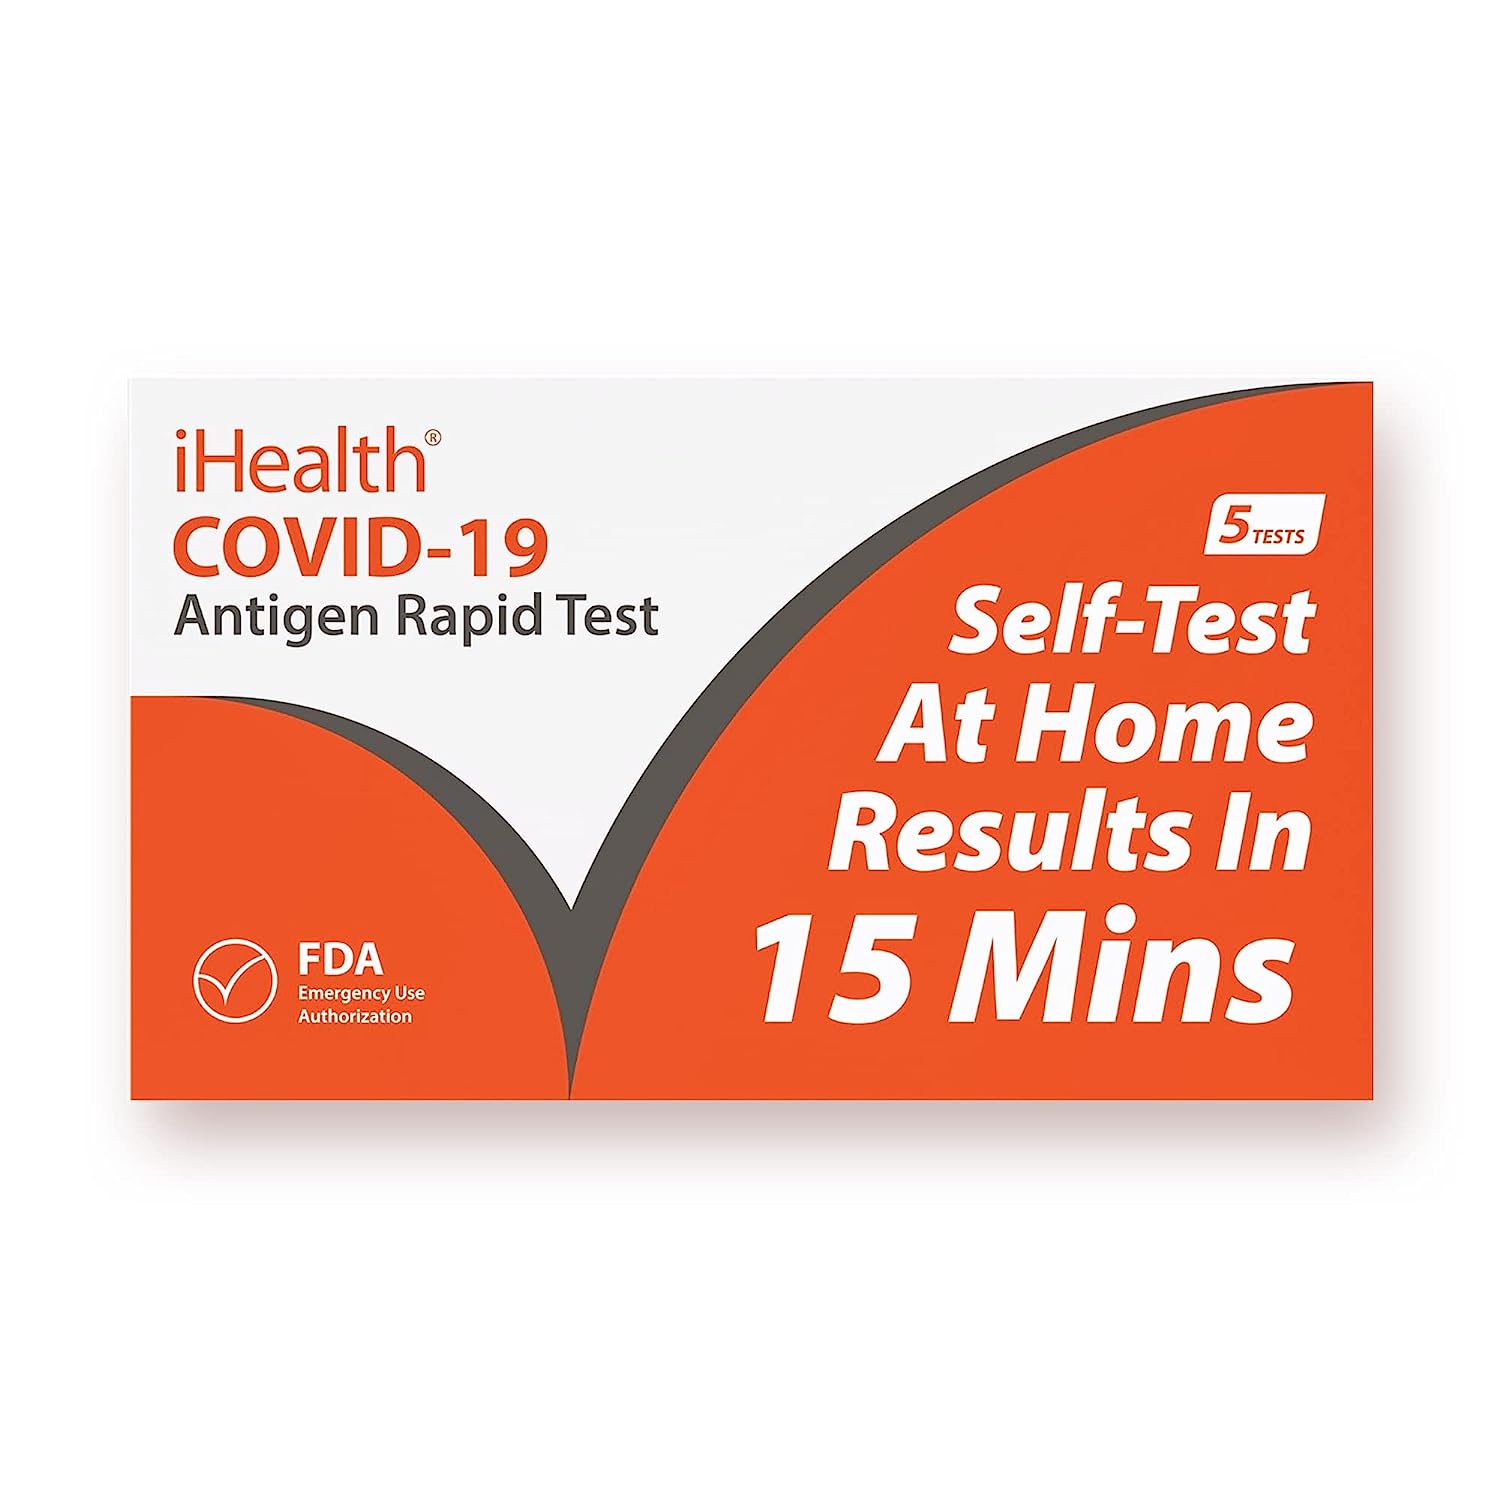 iHealth®
COVID-19
Antigen Rapid Test
5 TESTS
Self-Test
At Home
Results In
15 Mins
FDA
Emergency Use
Authorization